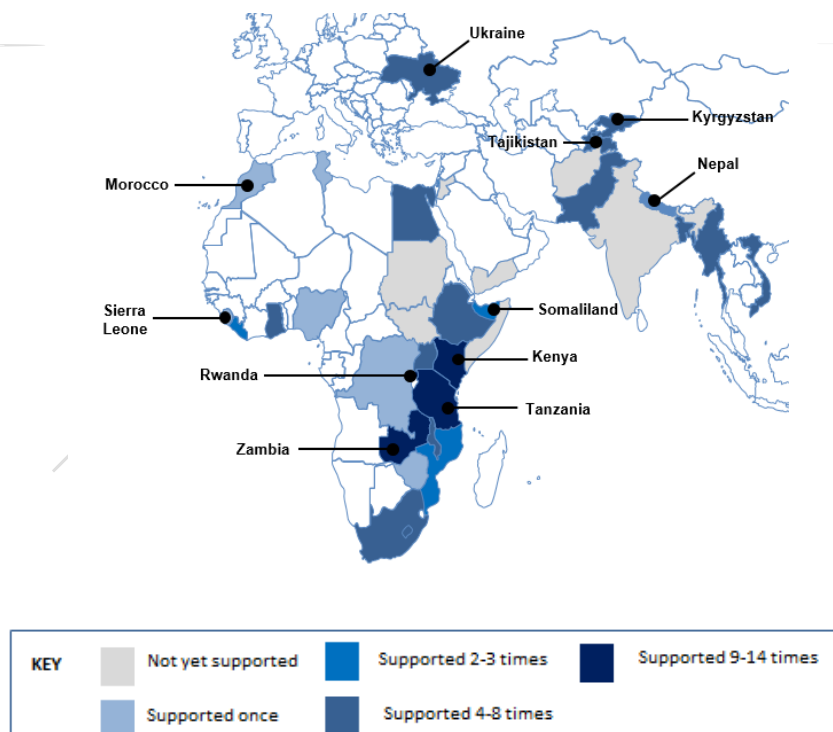 Ukraine
Kyrgyzstan
Tajikistan
Nepal
Morocco
Sierra
Leone
Somaliland
Kenya
Rwanda
Tanzania
Zambia
KEY
Not yet supported
Supported 2-3 times
Supported 9-14 times
Supported once
Supported 4-8 times